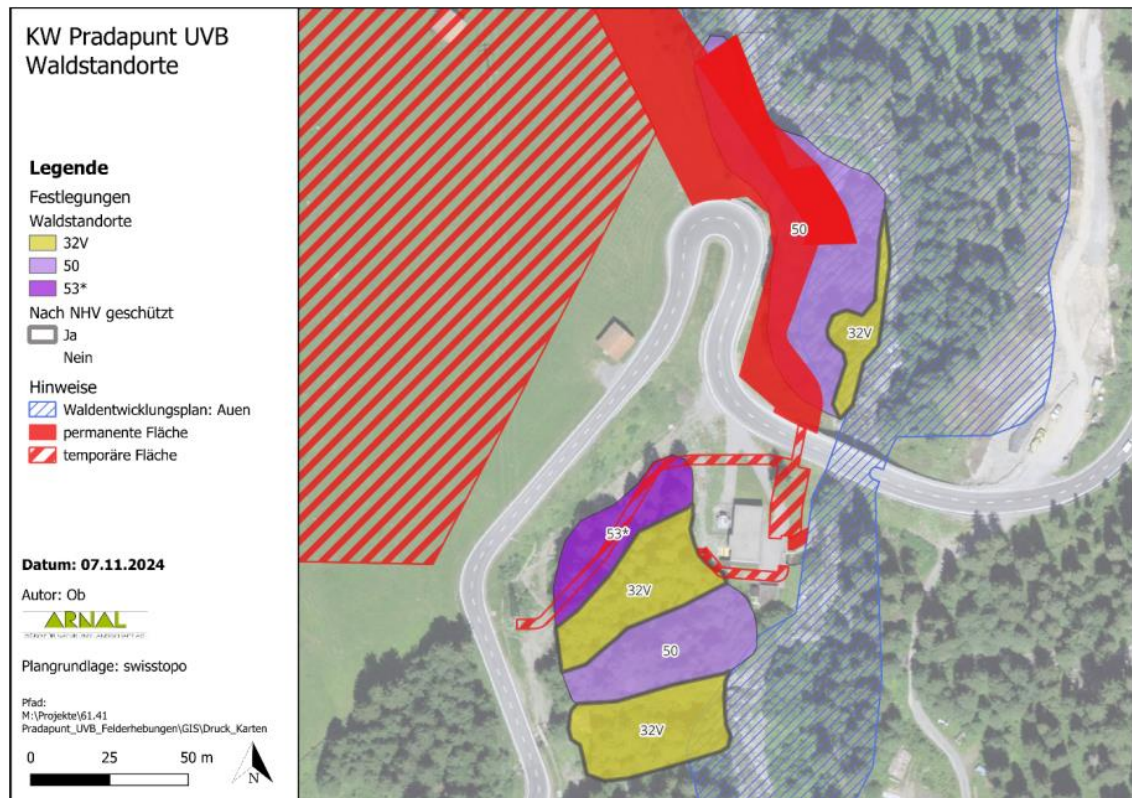 KW Pradapunt UVB
Waldstandorte
Legende
Festlegungen
Waldstandorte
32V
50
53*
Nach NHV geschützt
Ja
Nein
Hinweise
Waldentwicklungsplan: Auen
permanente Fläche
temporäre Fläche
Datum: 07.11.2024
Autor: Ob
ARNAL
Plangrundlage: swisstopo
Pfad:
M:\Projekte\61.41
Pradapunt_UVB_Felderhebungen\GIS\Druck_Karten
0 25 50 m
N
50
32V
53*
32V
50
32V